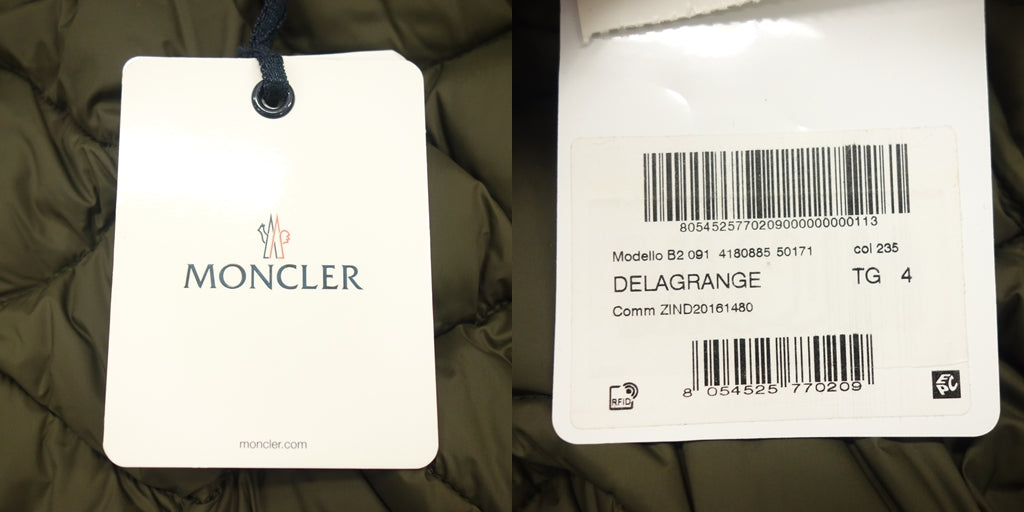 MONCLER
moncler.com
8054525770209000000000113
Modello B2 091 4180885 50171 col 235
DELAGRANGE TG 4
Comm ZIND20161480
8 054525 770209
RFID
EPC